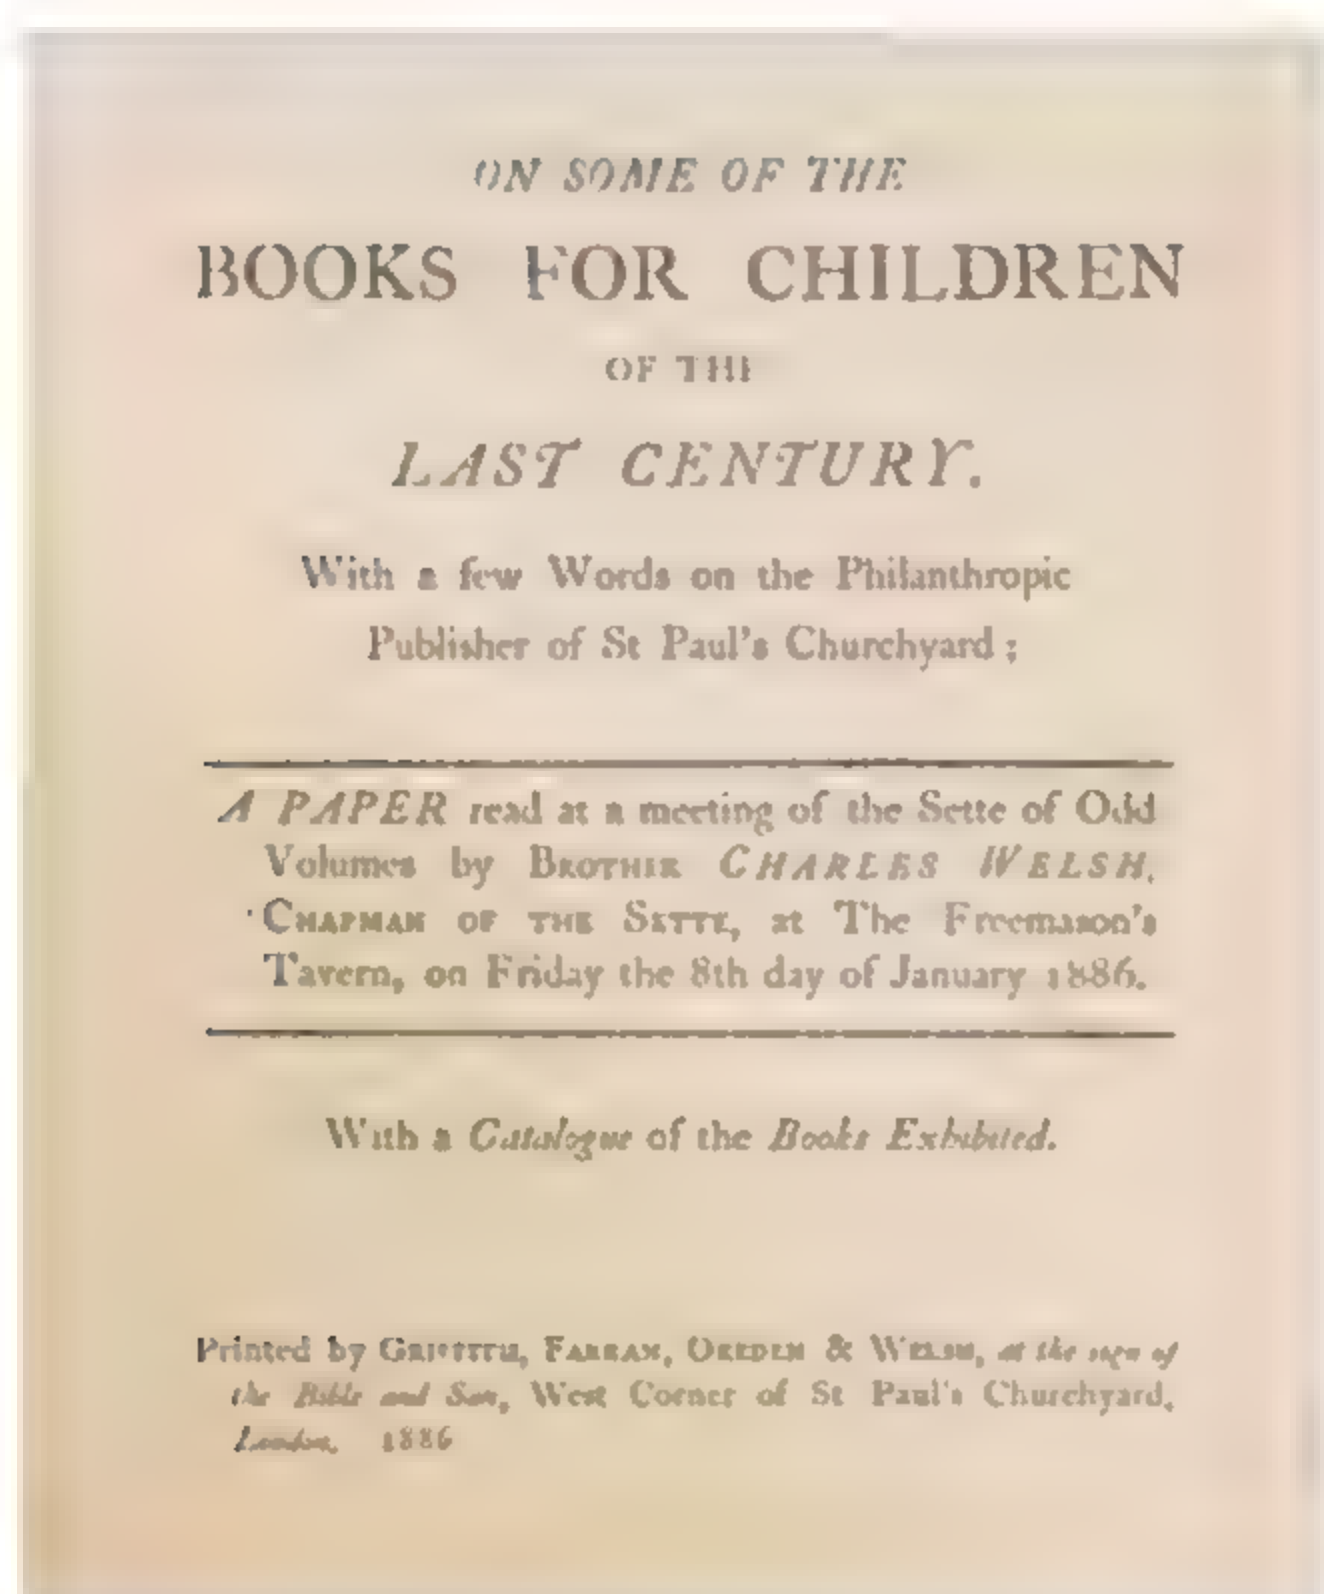 ON SOME OF THE
BOOKS FOR CHILDREN
OF THE
LAST CENTURY.
With a few Words on the Philanthropic
Publisher of St Paul's Churchyard ;
A PAPER read at a meeting of the Sette of Odd
Volumes by BROTHER CHARLES WELSH,
CHAPMAN OF THE SETTE, at The Freemason's
Tavern, on Friday the 8th day of January 1886.
With a Catalogue of the Books Exhibited.
Printed by GRIFFITH, FARRAN, OKEDEN & WELSH, at the sign of
the Bible and Sun, West Corner of St Paul's Churchyard,
London. 1886